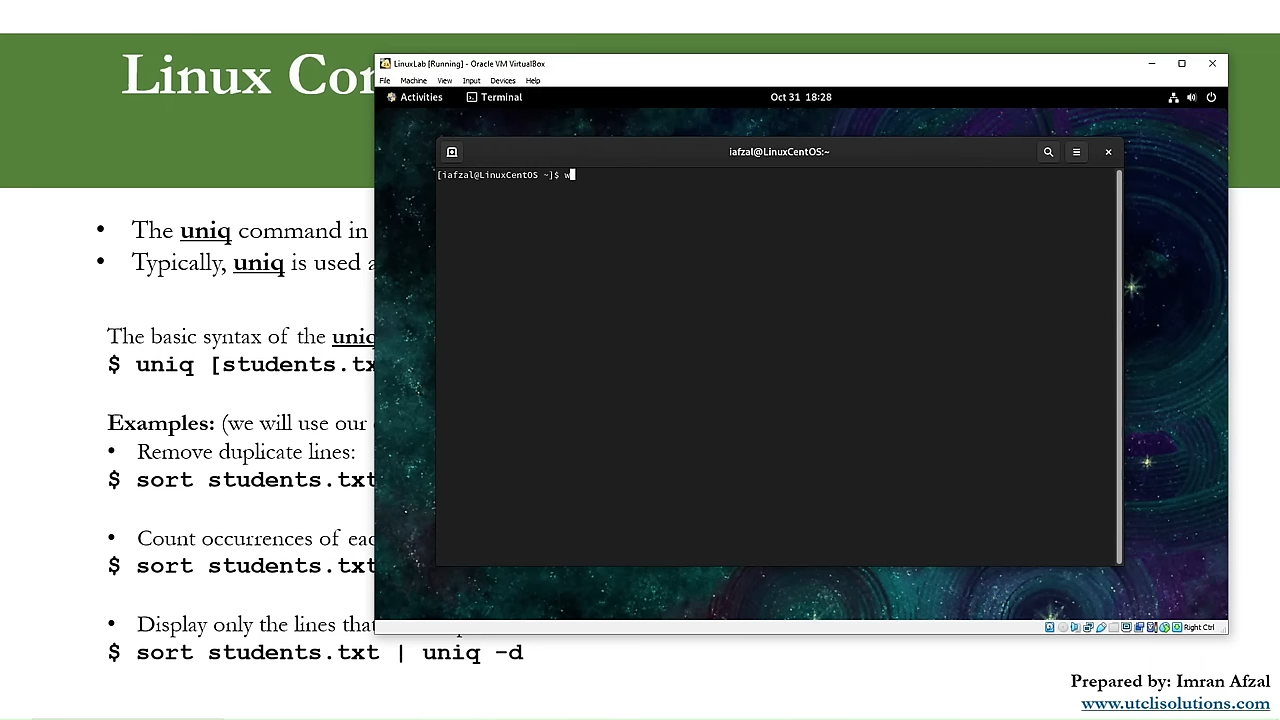 Linux Co
LinuxLab [Running] - Oracle VM VirtualBox
File Machine View Input Devices Help
Activities Terminal Oct 31 18:28
iafzal@LinuxCentOS:~
[iafzal@LinuxCentOS ~]$ w
• The uniq command in
• Typically, uniq is used
The basic syntax of the uniq
$ uniq [students.tx
Examples: (we will use our
• Remove duplicate lines:
$ sort students.txt
• Count occurrences of eac
$ sort students.txt
• Display only the lines that
$ sort students.txt | uniq -d
Right Ctrl
Prepared by: Imran Afzal
www.utclisolutions.com